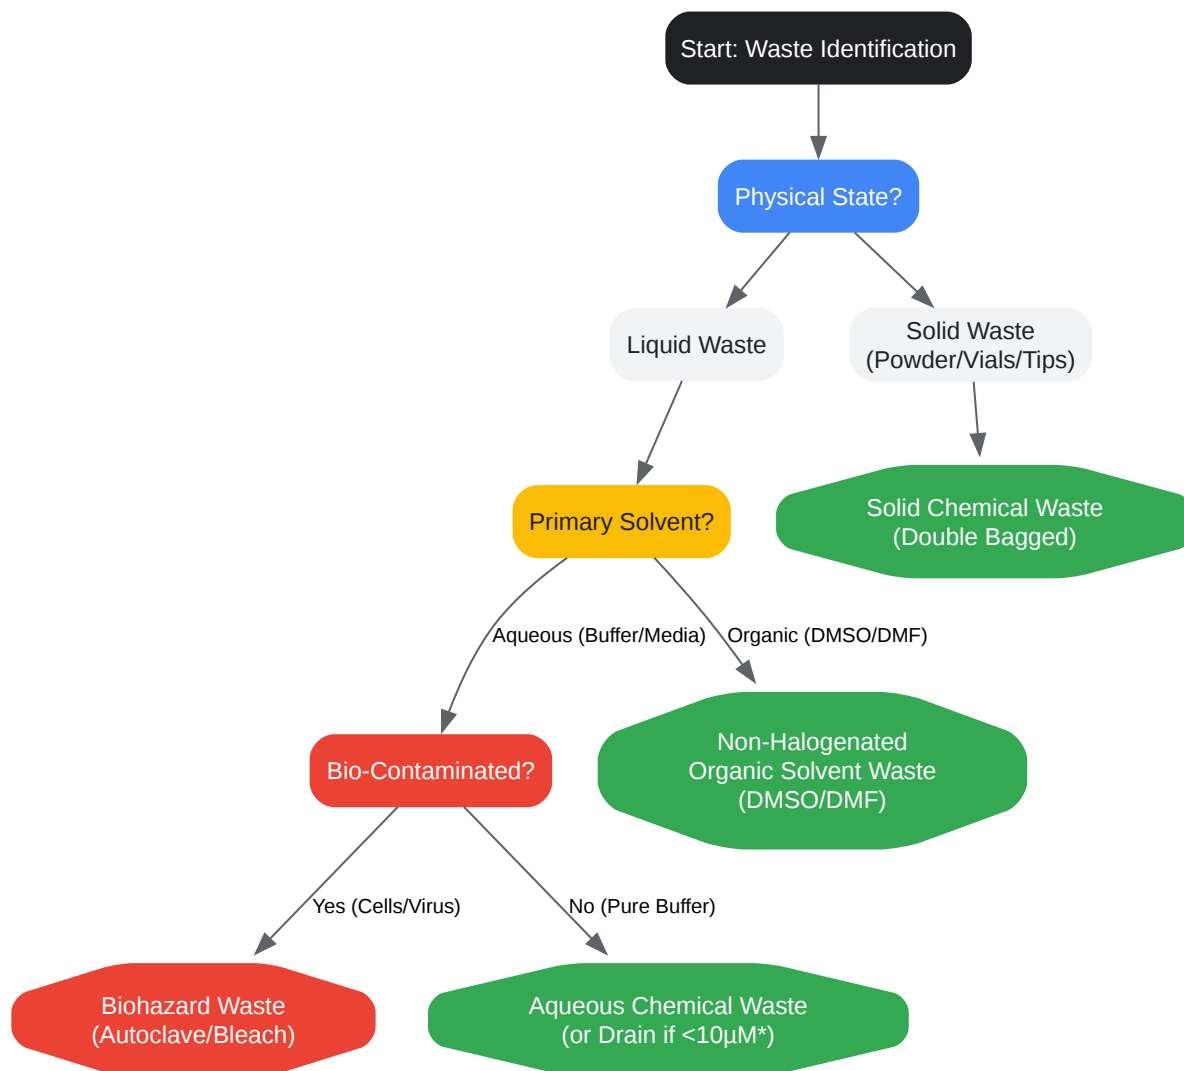 Start: Waste Identification
Physical State?
Liquid Waste
Solid Waste
(Powder/Vials/Tips)
Solid Chemical Waste
(Double Bagged)
Primary Solvent?
Aqueous (Buffer/Media)
Organic (DMSO/DMF)
Non-Halogenated
Organic Solvent Waste
(DMSO/DMF)
Bio-Contaminated?
Yes (Cells/Virus)
No (Pure Buffer)
Biohazard Waste
(Autoclave/Bleach)
Aqueous Chemical Waste
(or Drain if <10µM*)